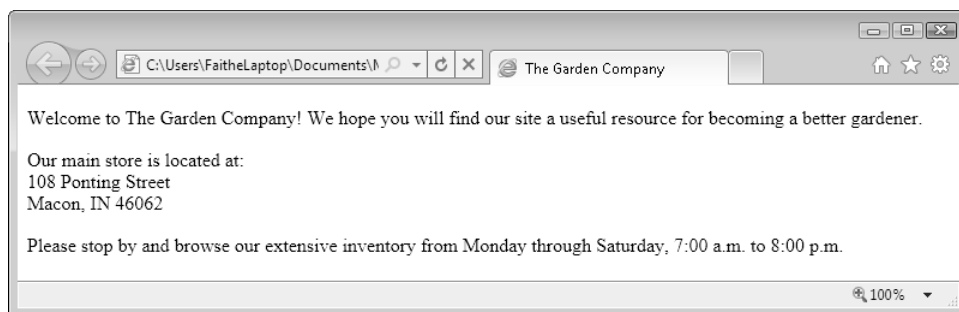 C:\Users\FaitheLaptop\Documents\
The Garden Company
Welcome to The Garden Company! We hope you will find our site a useful resource for becoming a better gardener.
Our main store is located at:
108 Ponting Street
Macon, IN 46062
Please stop by and browse our extensive inventory from Monday through Saturday, 7:00 a.m. to 8:00 p.m.
100%